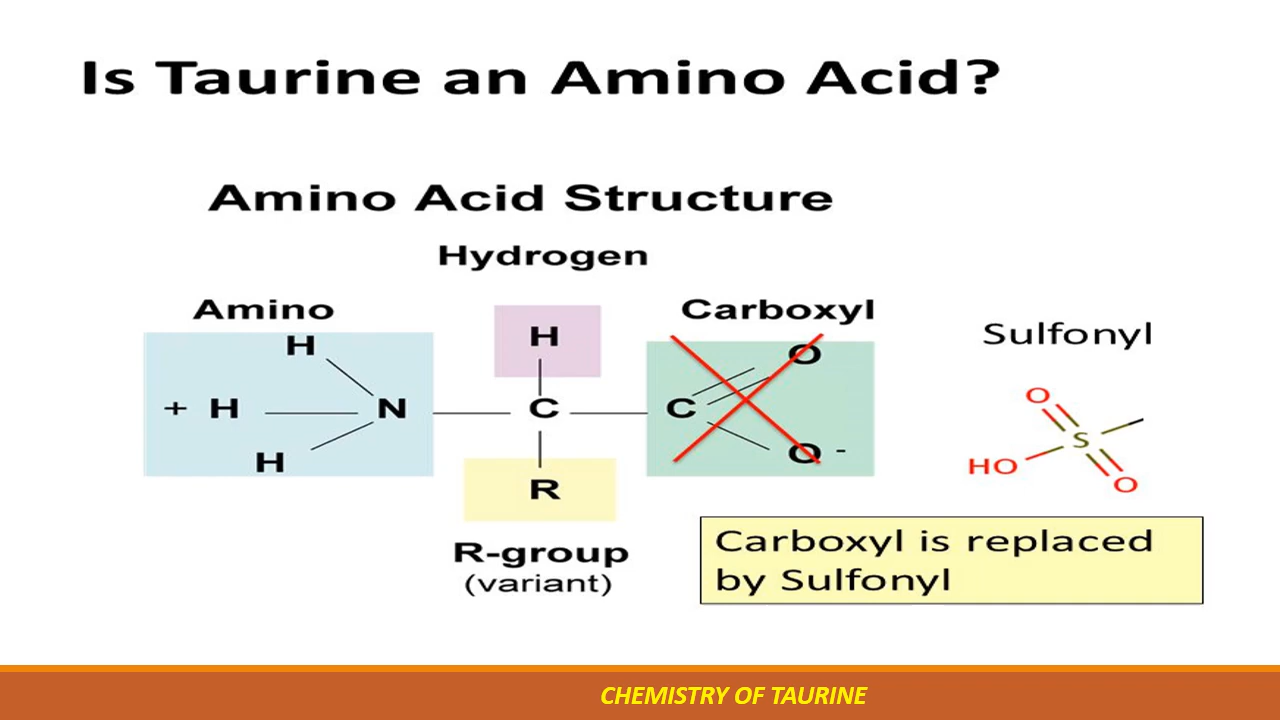 Is Taurine an Amino Acid?
Amino Acid Structure
Hydrogen
Amino
Carboxyl
Sulfonyl
H
H
O
O
+ H
N
C
C
S
HO
O
H
O -
R
R-group
(variant)
Carboxyl is replaced
by Sulfonyl
CHEMISTRY OF TAURINE